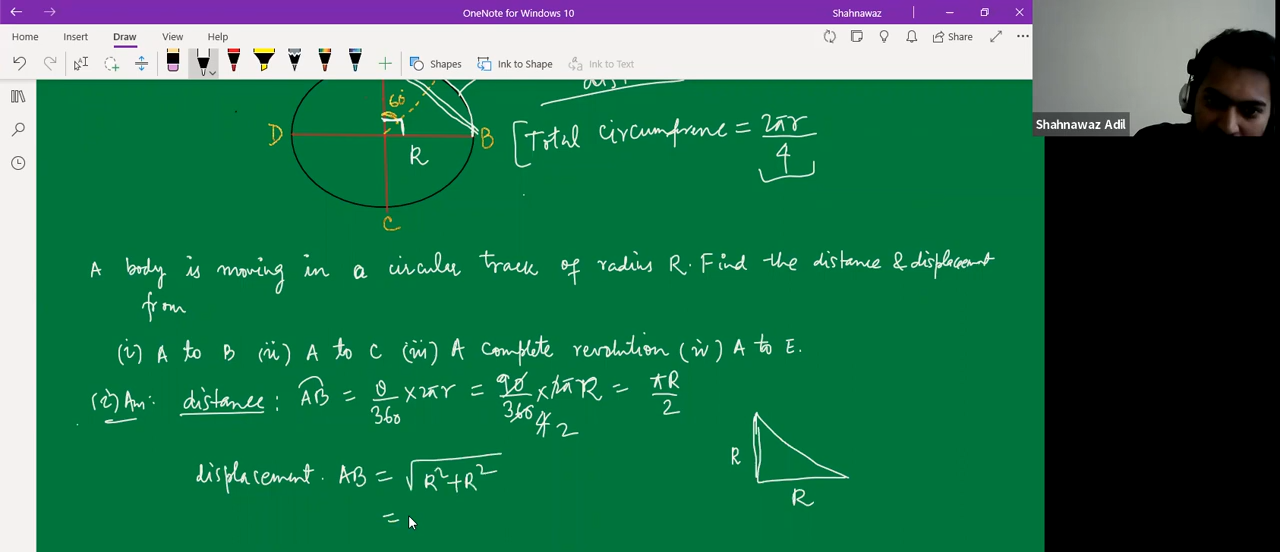 OneNote for Windows 10
Shahnawaz
Home Insert Draw View Help
Share
Shapes Ink to Shape Ink to Text
60°
D
B
R
C
[Total circumfrene = 2πr/4
Shahnawaz Adil
A body is moving in a circular track of radius R. Find the distance & displacement
from
(i) A to B (ii) A to C (iii) A complete revolution (iv) A to E.
(i) Ans: distance: AB = θ/360 × 2πr = 90/360 × 2πR = πR/2
4 2
displacement. AB = √R²+R²
R
R
=